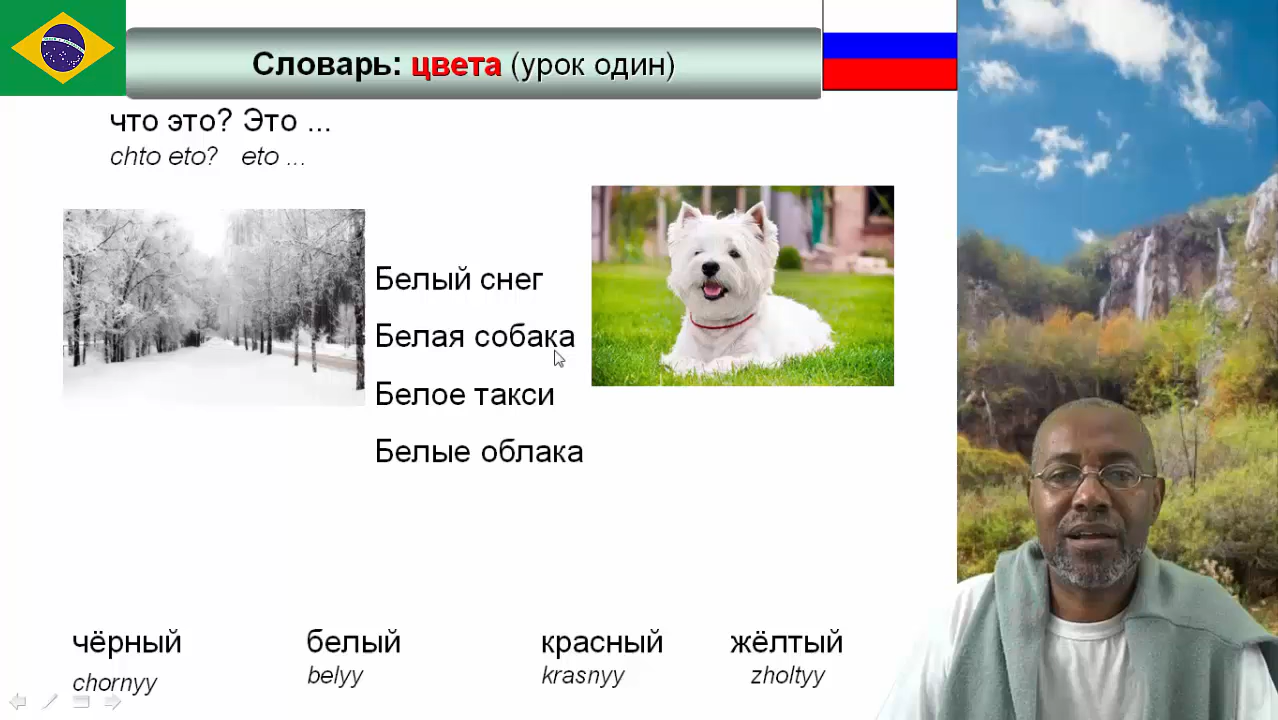 Словарь: цвета (урок один)
что это? Это ...
chto eto? eto ...
Белый снег
Белая собака
Белое такси
Белые облака
чёрный белый красный жёлтый
chornyy belyy krasnyy zholtyy